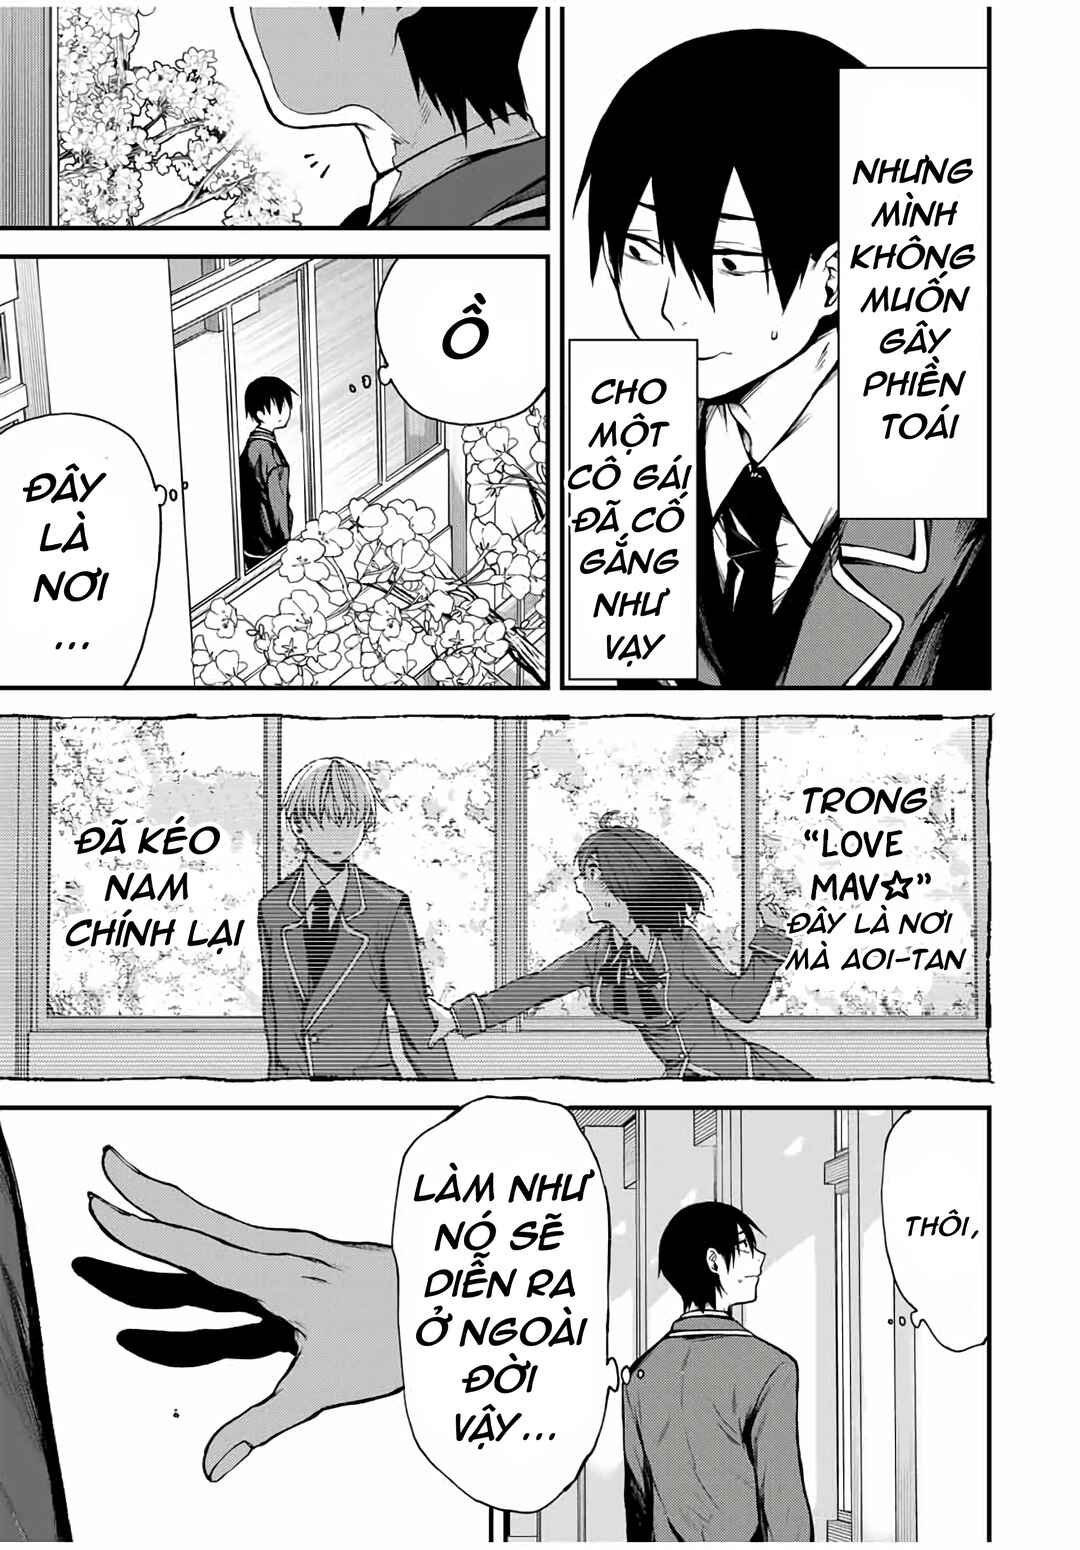 NHƯNG
MÌNH
KHÔNG
MUỐN
GÂY
PHIỀN
TOÁI
CHO
MỘT
CÔ GÁI
ĐÃ CỐ
GẮNG
NHƯ
VẠY
Ồ
ĐÂY
LÀ
NƠI
...
TRONG
“LOVE
MAV☆”
ĐÂY LÀ NƠI
MÀ AOI-TAN
ĐÃ KÉO
NAM
CHÍNH LẠI
THÔI,
LÀM NHƯ
NÓ SẼ
DIỄN RA
Ở NGOÀI
ĐỜI
VẬY...